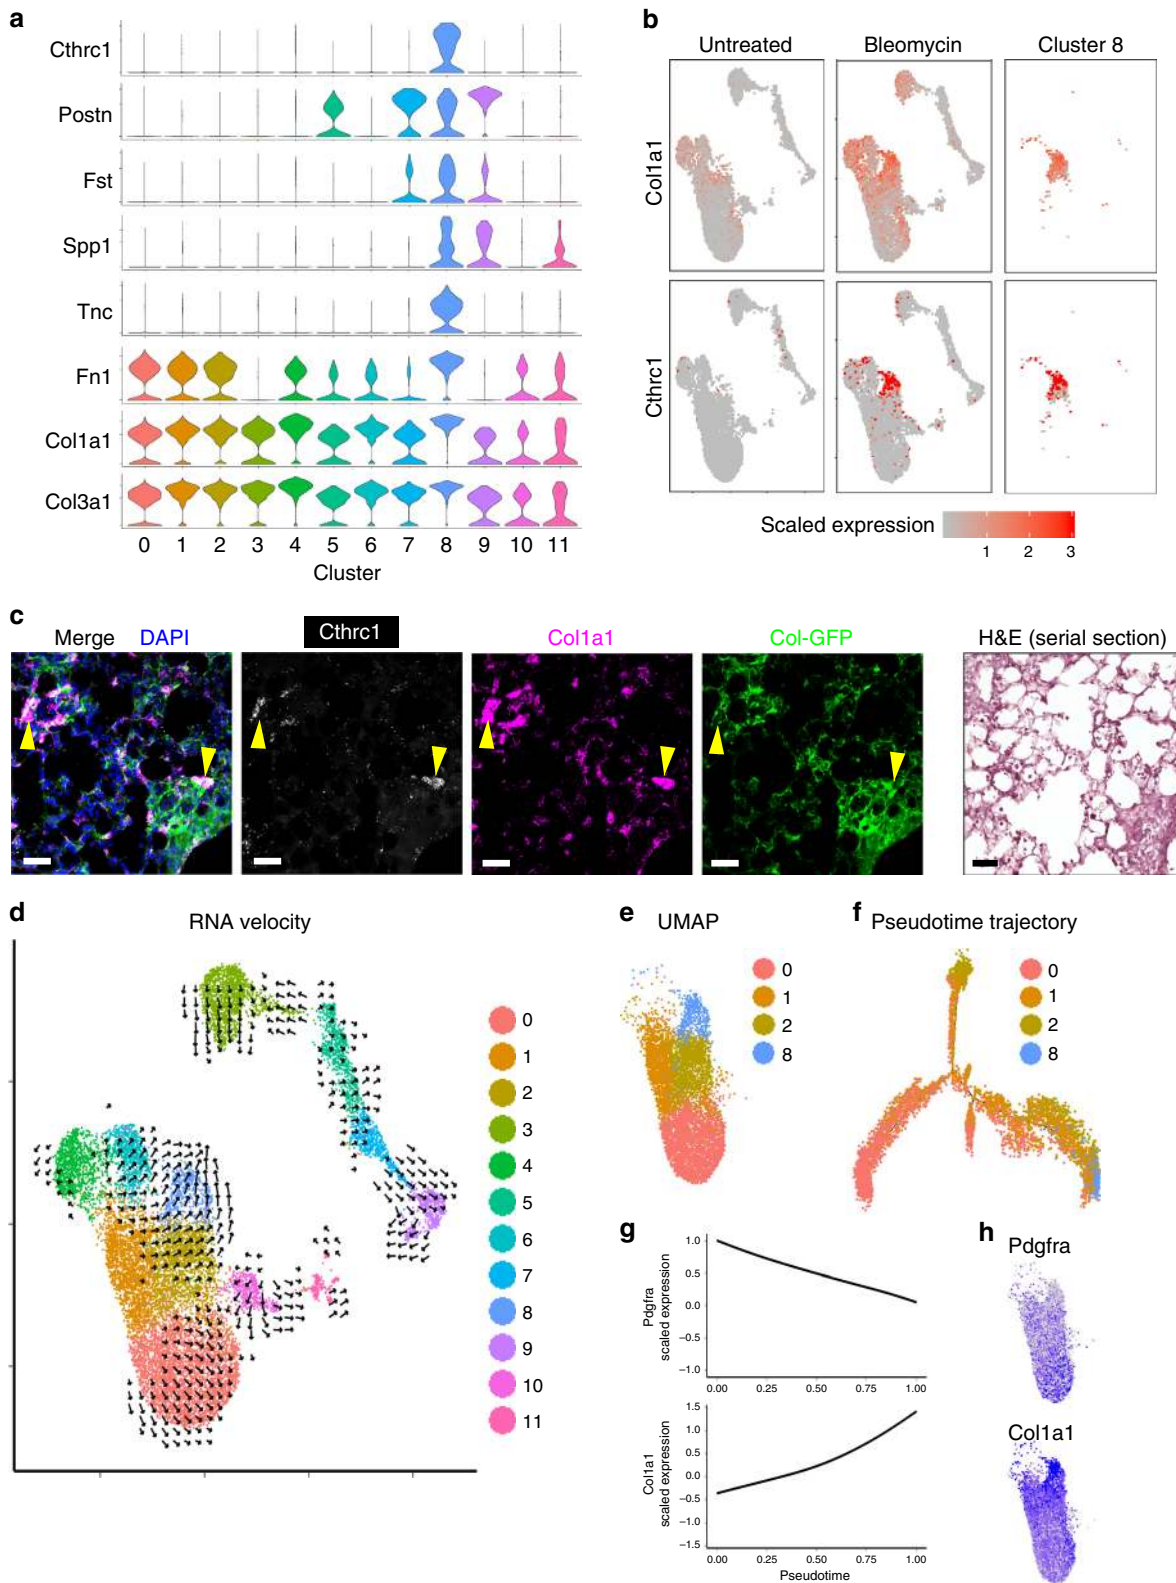 a
Cthrc1
Postn
Fst
Spp1
Tnc
Fn1
Col1a1
Col3a1
0 1 2 3 4 5 6 7 8 9 10 11
Cluster
b
Untreated Bleomycin Cluster 8
Col1a1
Cthrc1
Scaled expression
1 2 3
c
Merge DAPI Cthrc1 Col1a1 Col-GFP H&E (serial section)
d
RNA velocity
0
1
2
3
4
5
6
7
8
9
10
11
e
UMAP
0
1
2
8
f
Pseudotime trajectory
0
1
2
8
g
Pdgfra
scaled expression
1.0
0.5
0.0
−0.5
−1.0
0.00 0.25 0.50 0.75 1.00
Col1a1
scaled expression
1.5
1.0
0.5
0.0
−0.5
−1.0
−1.5
0.00 0.25 0.50 0.75 1.00
Pseudotime
h
Pdgfra
Col1a1